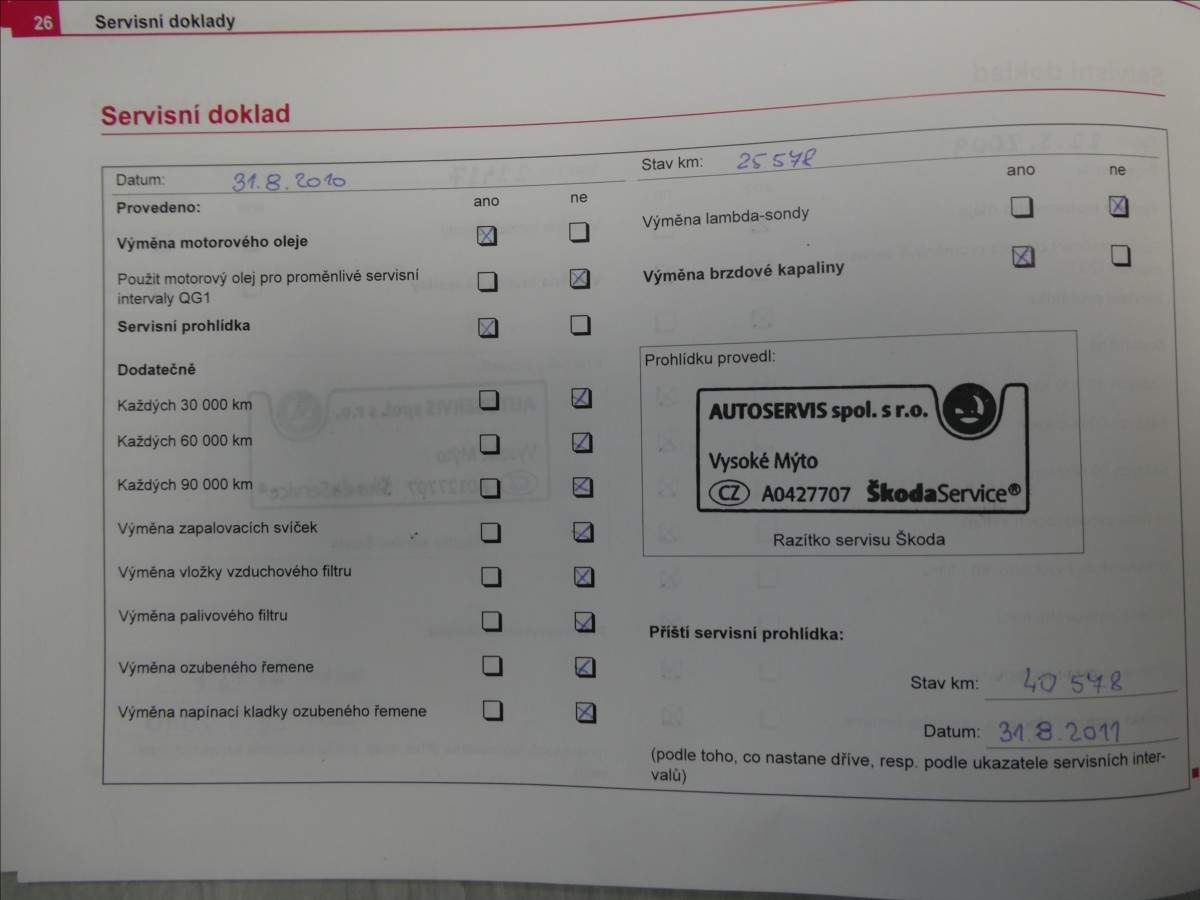 26 Servisní doklady
Servisní doklad
Datum: 31.8.2010
Provedeno: ano ne
Výměna motorového oleje
Použit motorový olej pro proměnlivé servisní
intervaly QG1
Servisní prohlídka
Dodatečně
Každých 30 000 km
Každých 60 000 km
Každých 90 000 km
Výměna zapalovacích svíček
Výměna vložky vzduchového filtru
Výměna palivového filtru
Výměna ozubeného řemene
Výměna napínací kladky ozubeného řemene
Stav km: 25 578
ano ne
Výměna lambda-sondy
Výměna brzdové kapaliny
Prohlídku provedl:
AUTOSERVIS spol. s r.o.
Vysoké Mýto
CZ A0427707 ŠkodaService®
Razítko servisu Škoda
Příští servisní prohlídka:
Stav km: 40 578
Datum: 31.8.2011
(podle toho, co nastane dříve, resp. podle ukazatele servisních inter-
valů)